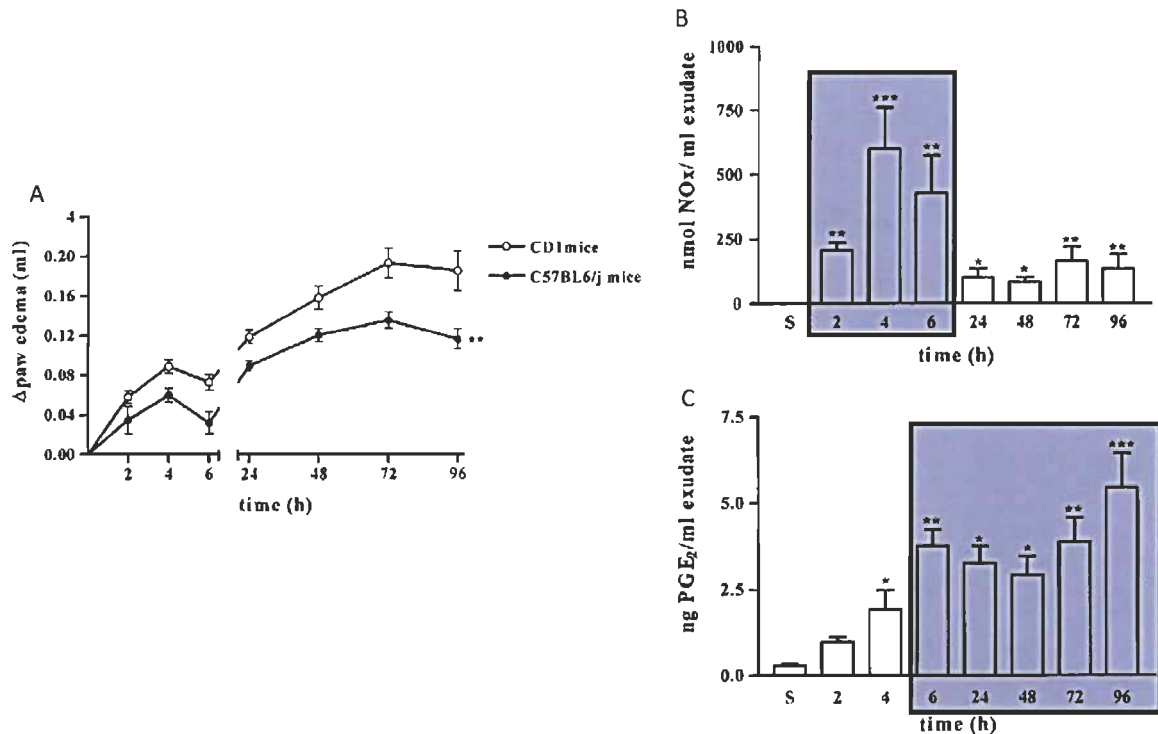 A
Δpaw edema (ml)
4
0.20
0.16
0.12
0.08
0.04
0.00
2 4 6 24 48 72 96
time (h)
CD1mice
C57BL6/j mice
**
B
nmol NOx/ ml exudate
1000
750
500
250
0
** *** ** * * ** **
S 2 4 6 24 48 72 96
time (h)
C
ng PGE₂/ml exudate
7.5
5.0
2.5
0.0
* ** * * ** ***
S 2 4 6 24 48 72 96
time (h)